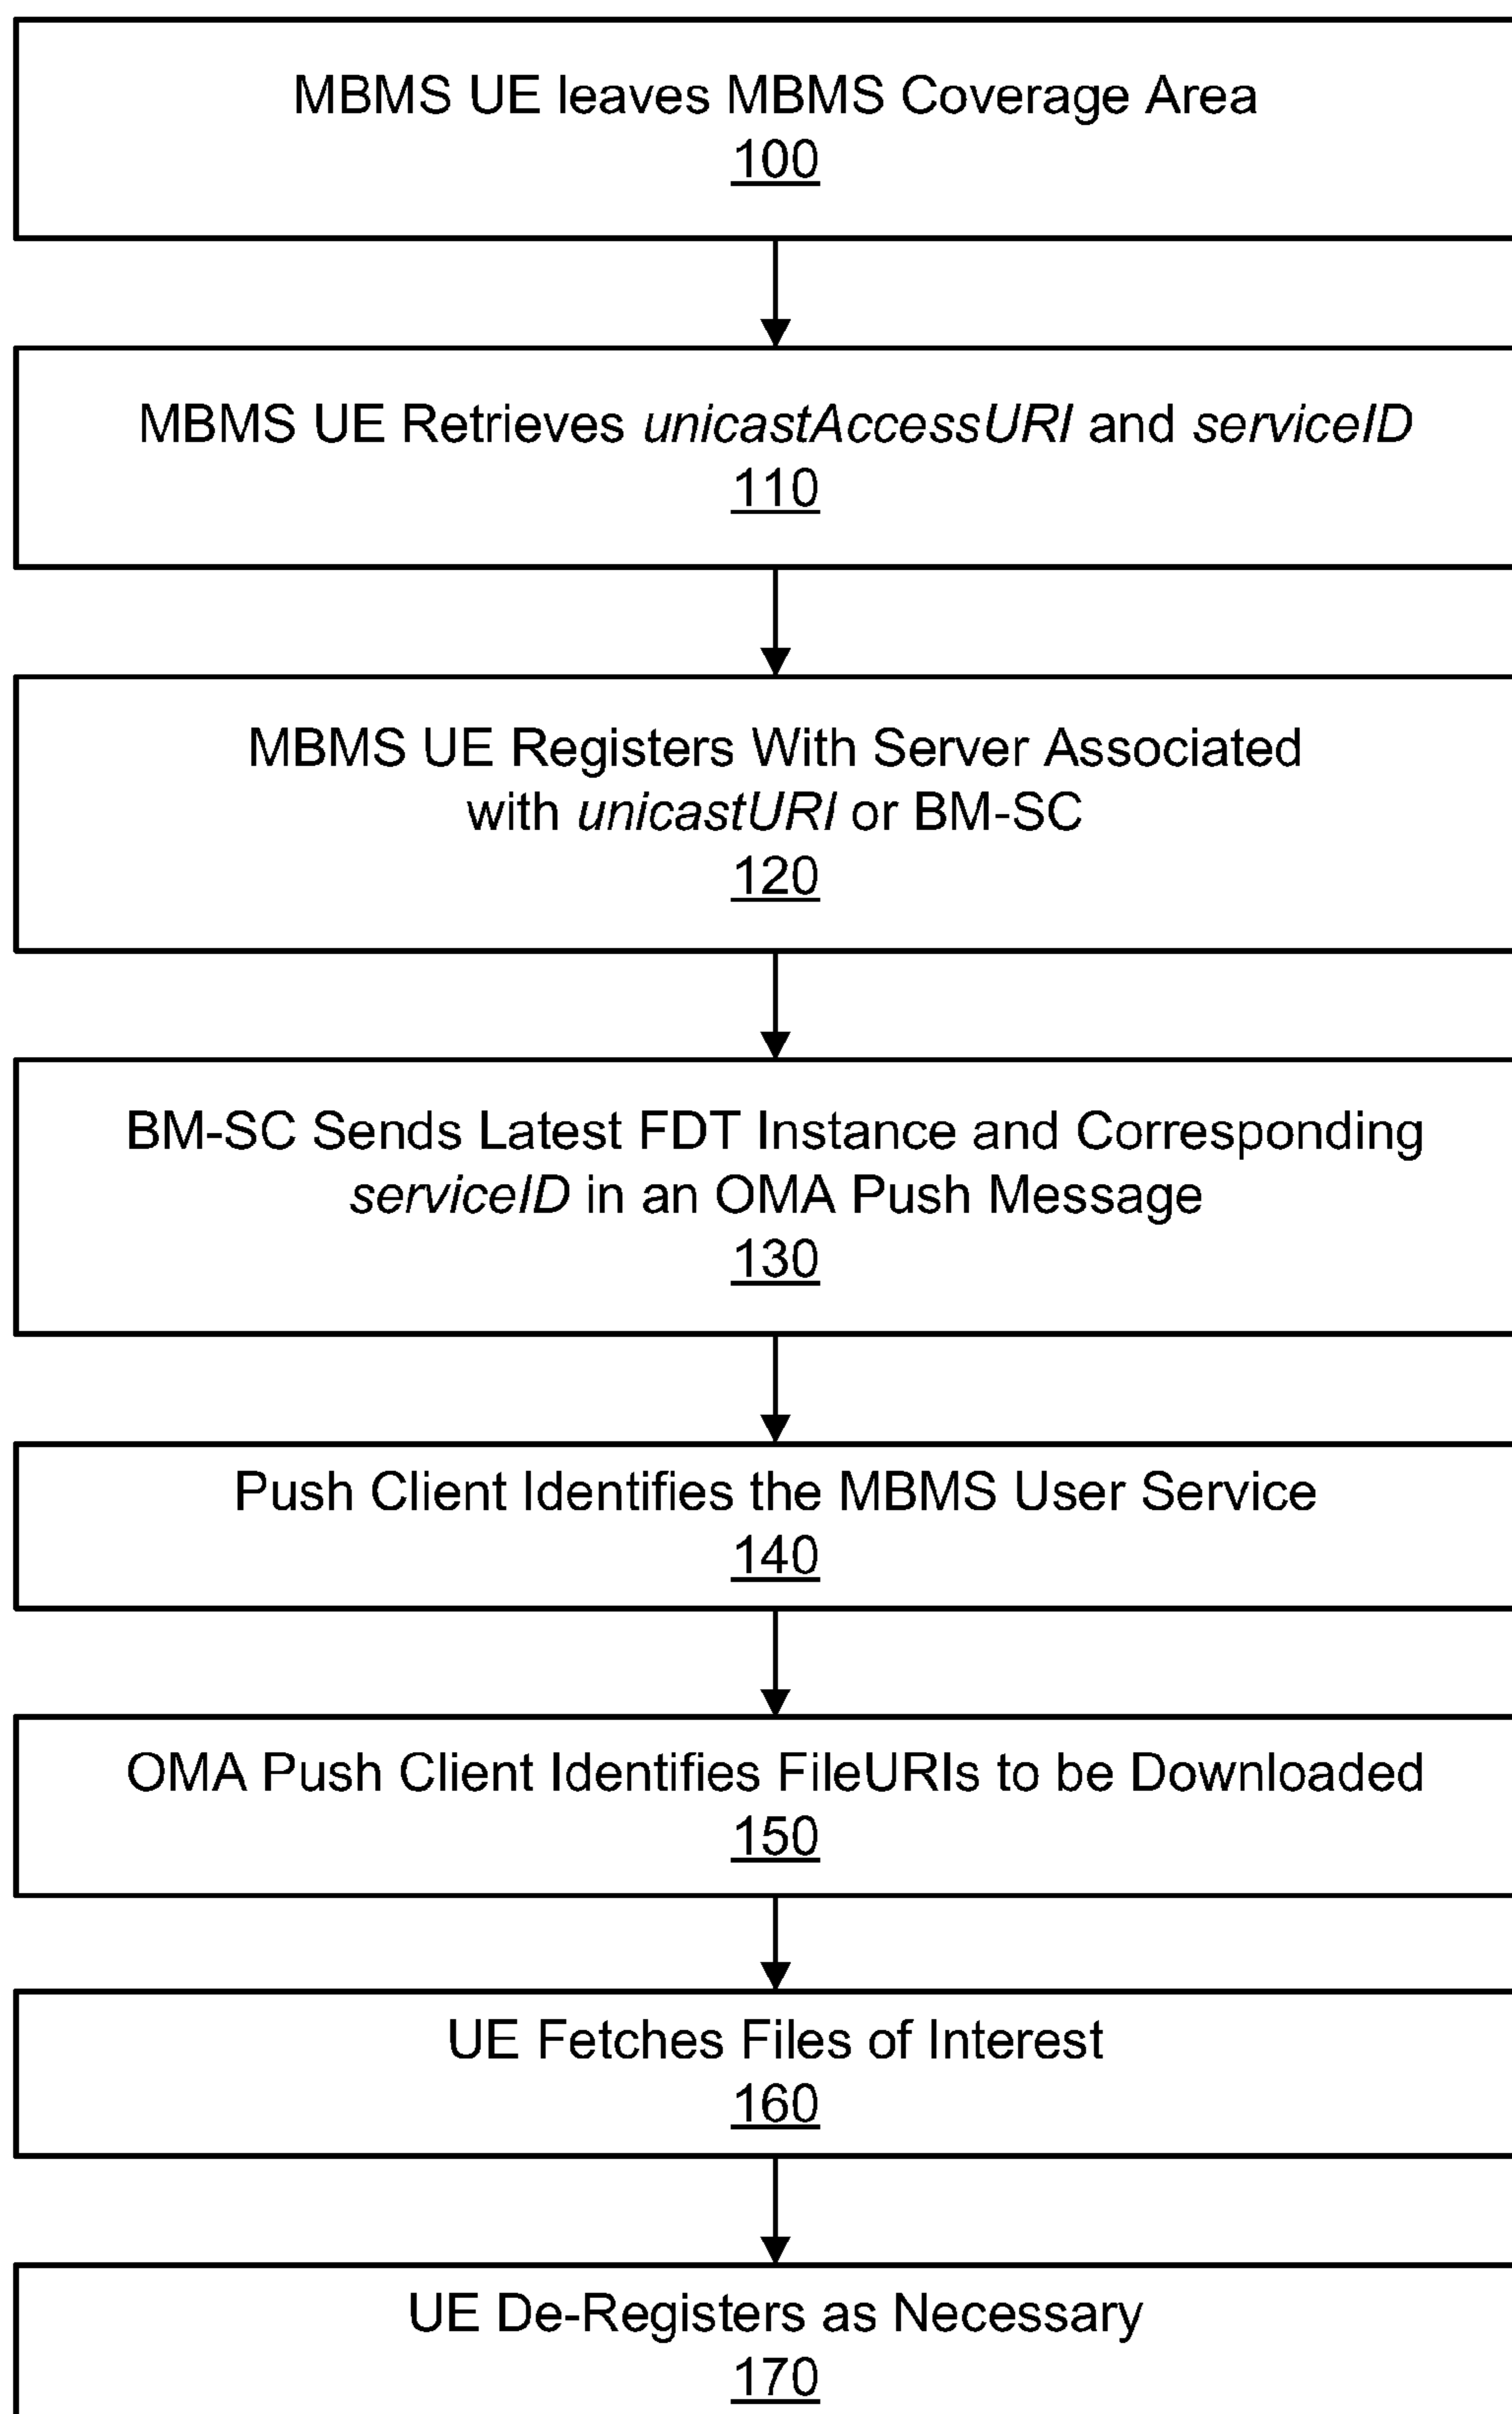 MBMS UE leaves MBMS Coverage Area
100
MBMS UE Retrieves unicastAccessURI and serviceID
110
MBMS UE Registers With Server Associated
with unicastURI or BM-SC
120
BM-SC Sends Latest FDT Instance and Corresponding
serviceID in an OMA Push Message
130
Push Client Identifies the MBMS User Service
140
OMA Push Client Identifies FileURIs to be Downloaded
150
UE Fetches Files of Interest
160
UE De-Registers as Necessary
170